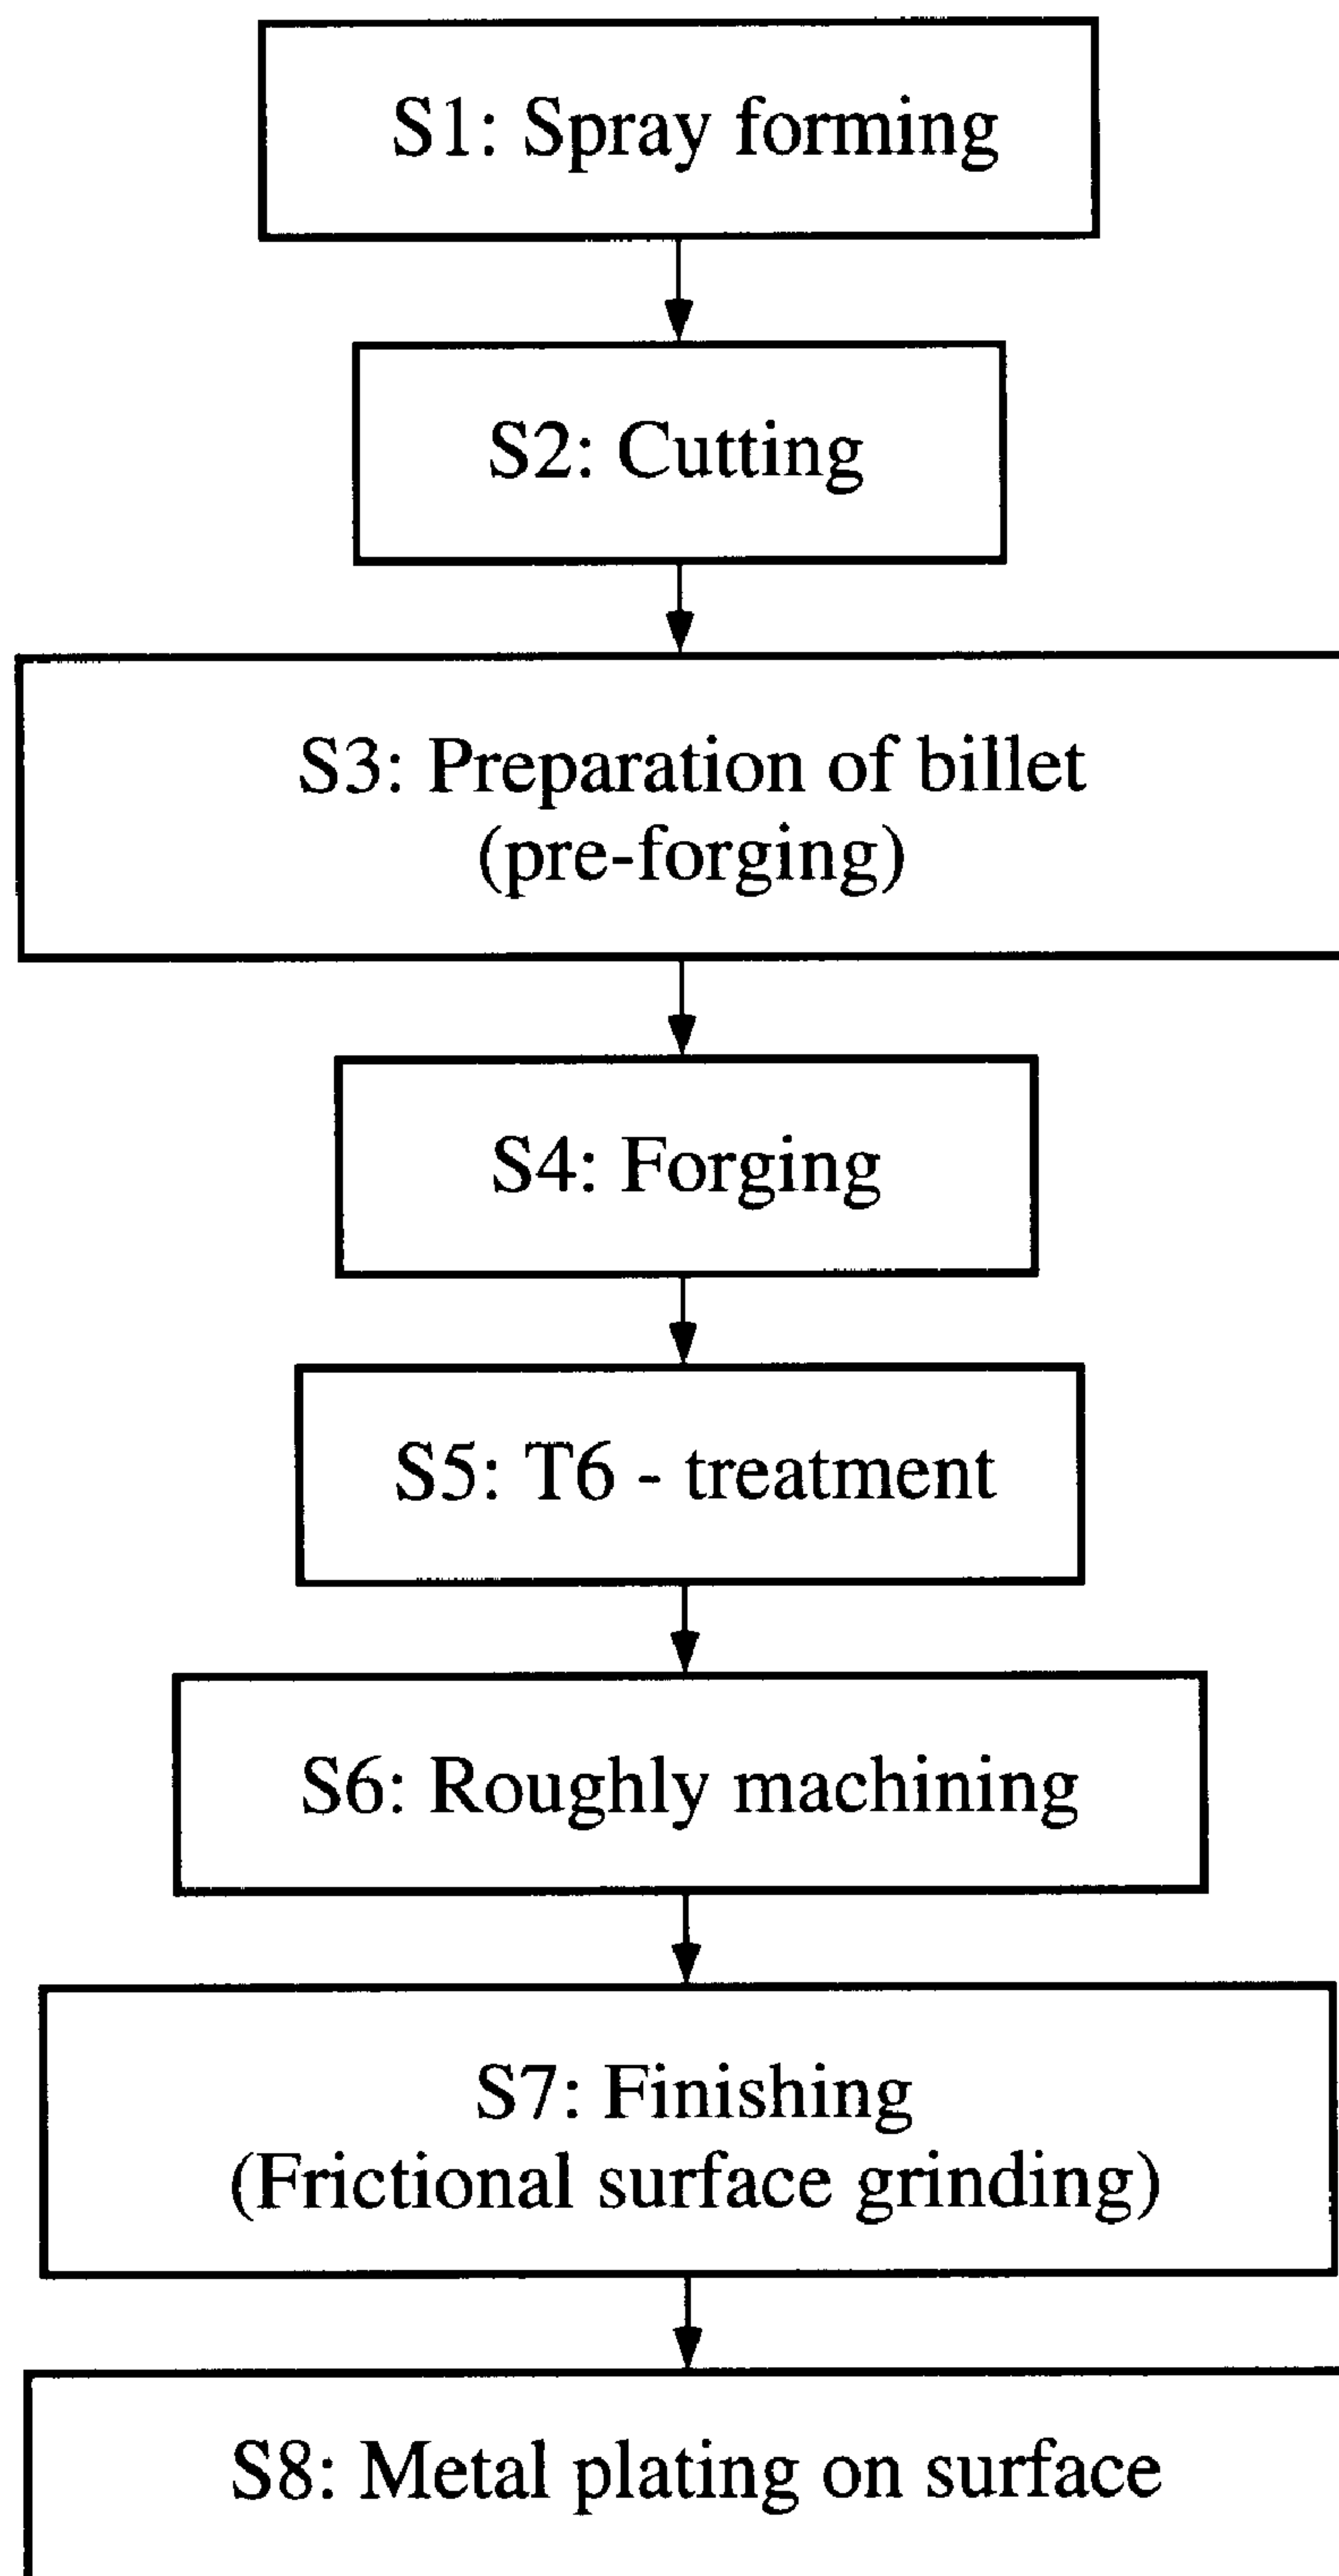 S1: Spray forming
S2: Cutting
S3: Preparation of billet
(pre-forging)
S4: Forging
S5: T6 - treatment
S6: Roughly machining
S7: Finishing
(Frictional surface grinding)
S8: Metal plating on surface